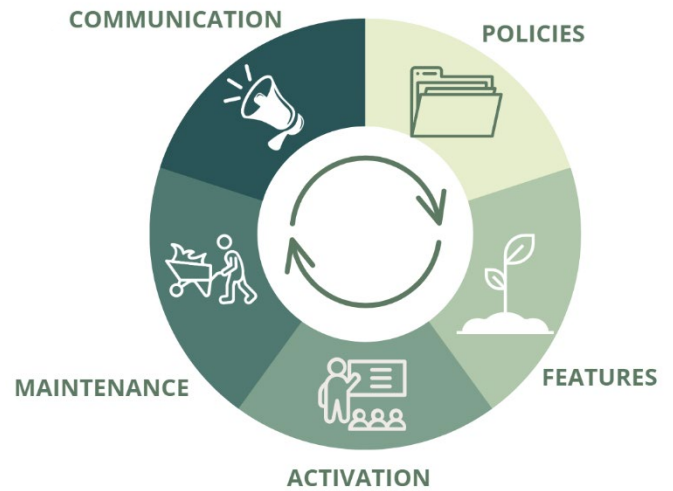 COMMUNICATION
POLICIES
FEATURES
ACTIVATION
MAINTENANCE